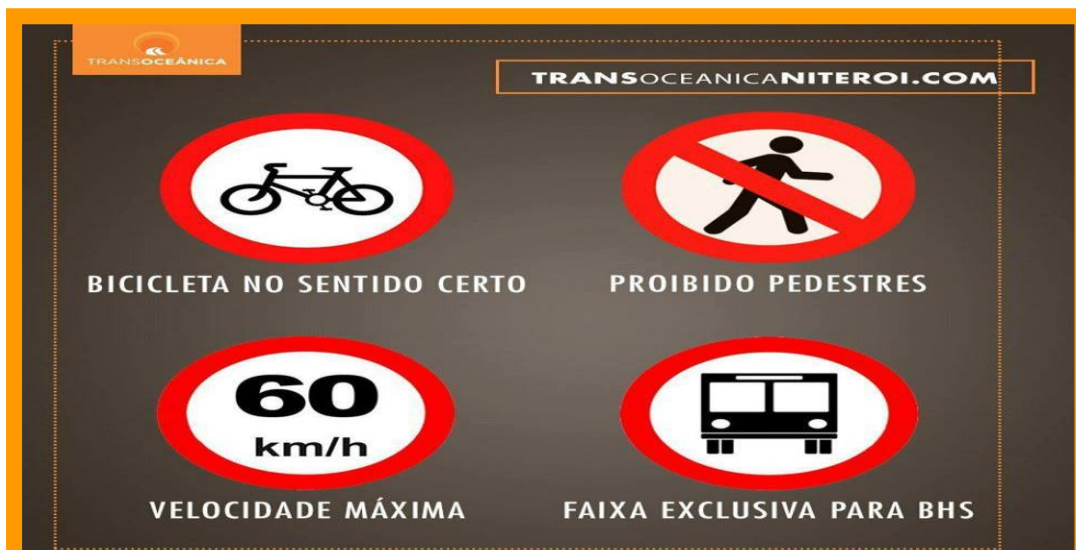 TRANSOCEÂNICA
TRANSOCEANICANITEROI.COM
BICICLETA NO SENTIDO CERTO
PROIBIDO PEDESTRES
60
km/h
VELOCIDADE MÁXIMA
FAIXA EXCLUSIVA PARA BHS